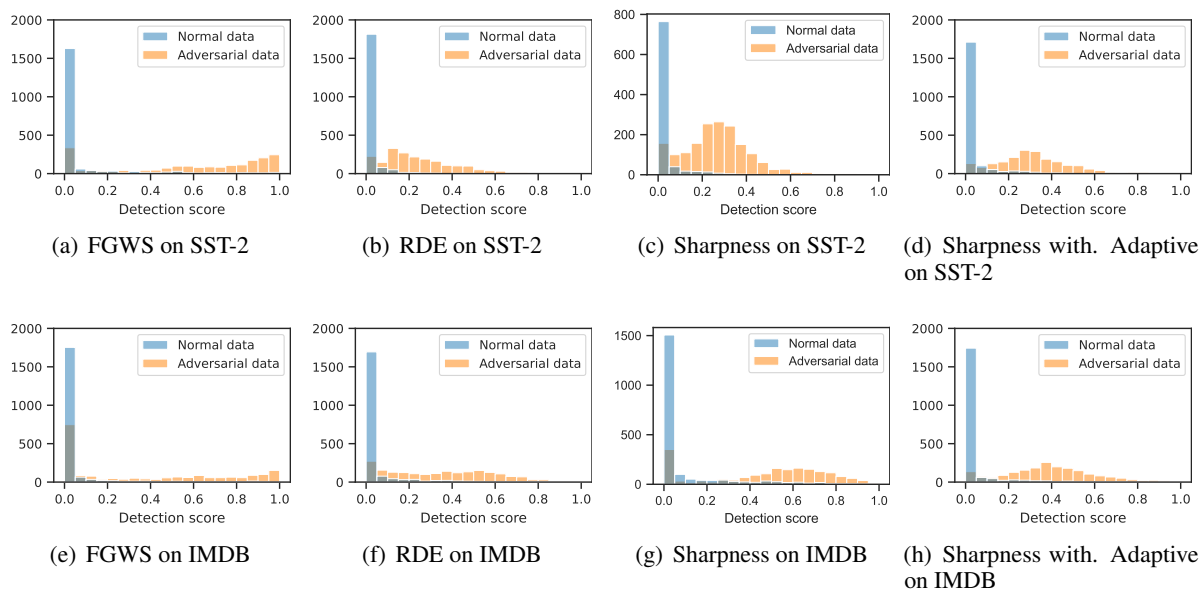 2000
1500
1000
500
0
0.0 0.2 0.4 0.6 0.8 1.0
Detection score
Normal data
Adversarial data
(a) FGWS on SST-2
2000
1500
1000
500
0
0.0 0.2 0.4 0.6 0.8 1.0
Detection score
Normal data
Adversarial data
(b) RDE on SST-2
800
600
400
200
0
0.0 0.2 0.4 0.6 0.8 1.0
Detection score
Normal data
Adversarial data
(c) Sharpness on SST-2
2000
1500
1000
500
0
0.0 0.2 0.4 0.6 0.8 1.0
Detection score
Normal data
Adversarial data
(d) Sharpness with. Adaptive
on SST-2
2000
1500
1000
500
0
0.0 0.2 0.4 0.6 0.8 1.0
Detection score
Normal data
Adversarial data
(e) FGWS on IMDB
2000
1500
1000
500
0
0.0 0.2 0.4 0.6 0.8 1.0
Detection score
Normal data
Adversarial data
(f) RDE on IMDB
1500
1000
500
0
0.0 0.2 0.4 0.6 0.8 1.0
Detection score
Normal data
Adversarial data
(g) Sharpness on IMDB
2000
1500
1000
500
0
0.0 0.2 0.4 0.6 0.8 1.0
Detection score
Normal data
Adversarial data
(h) Sharpness with. Adaptive
on IMDB